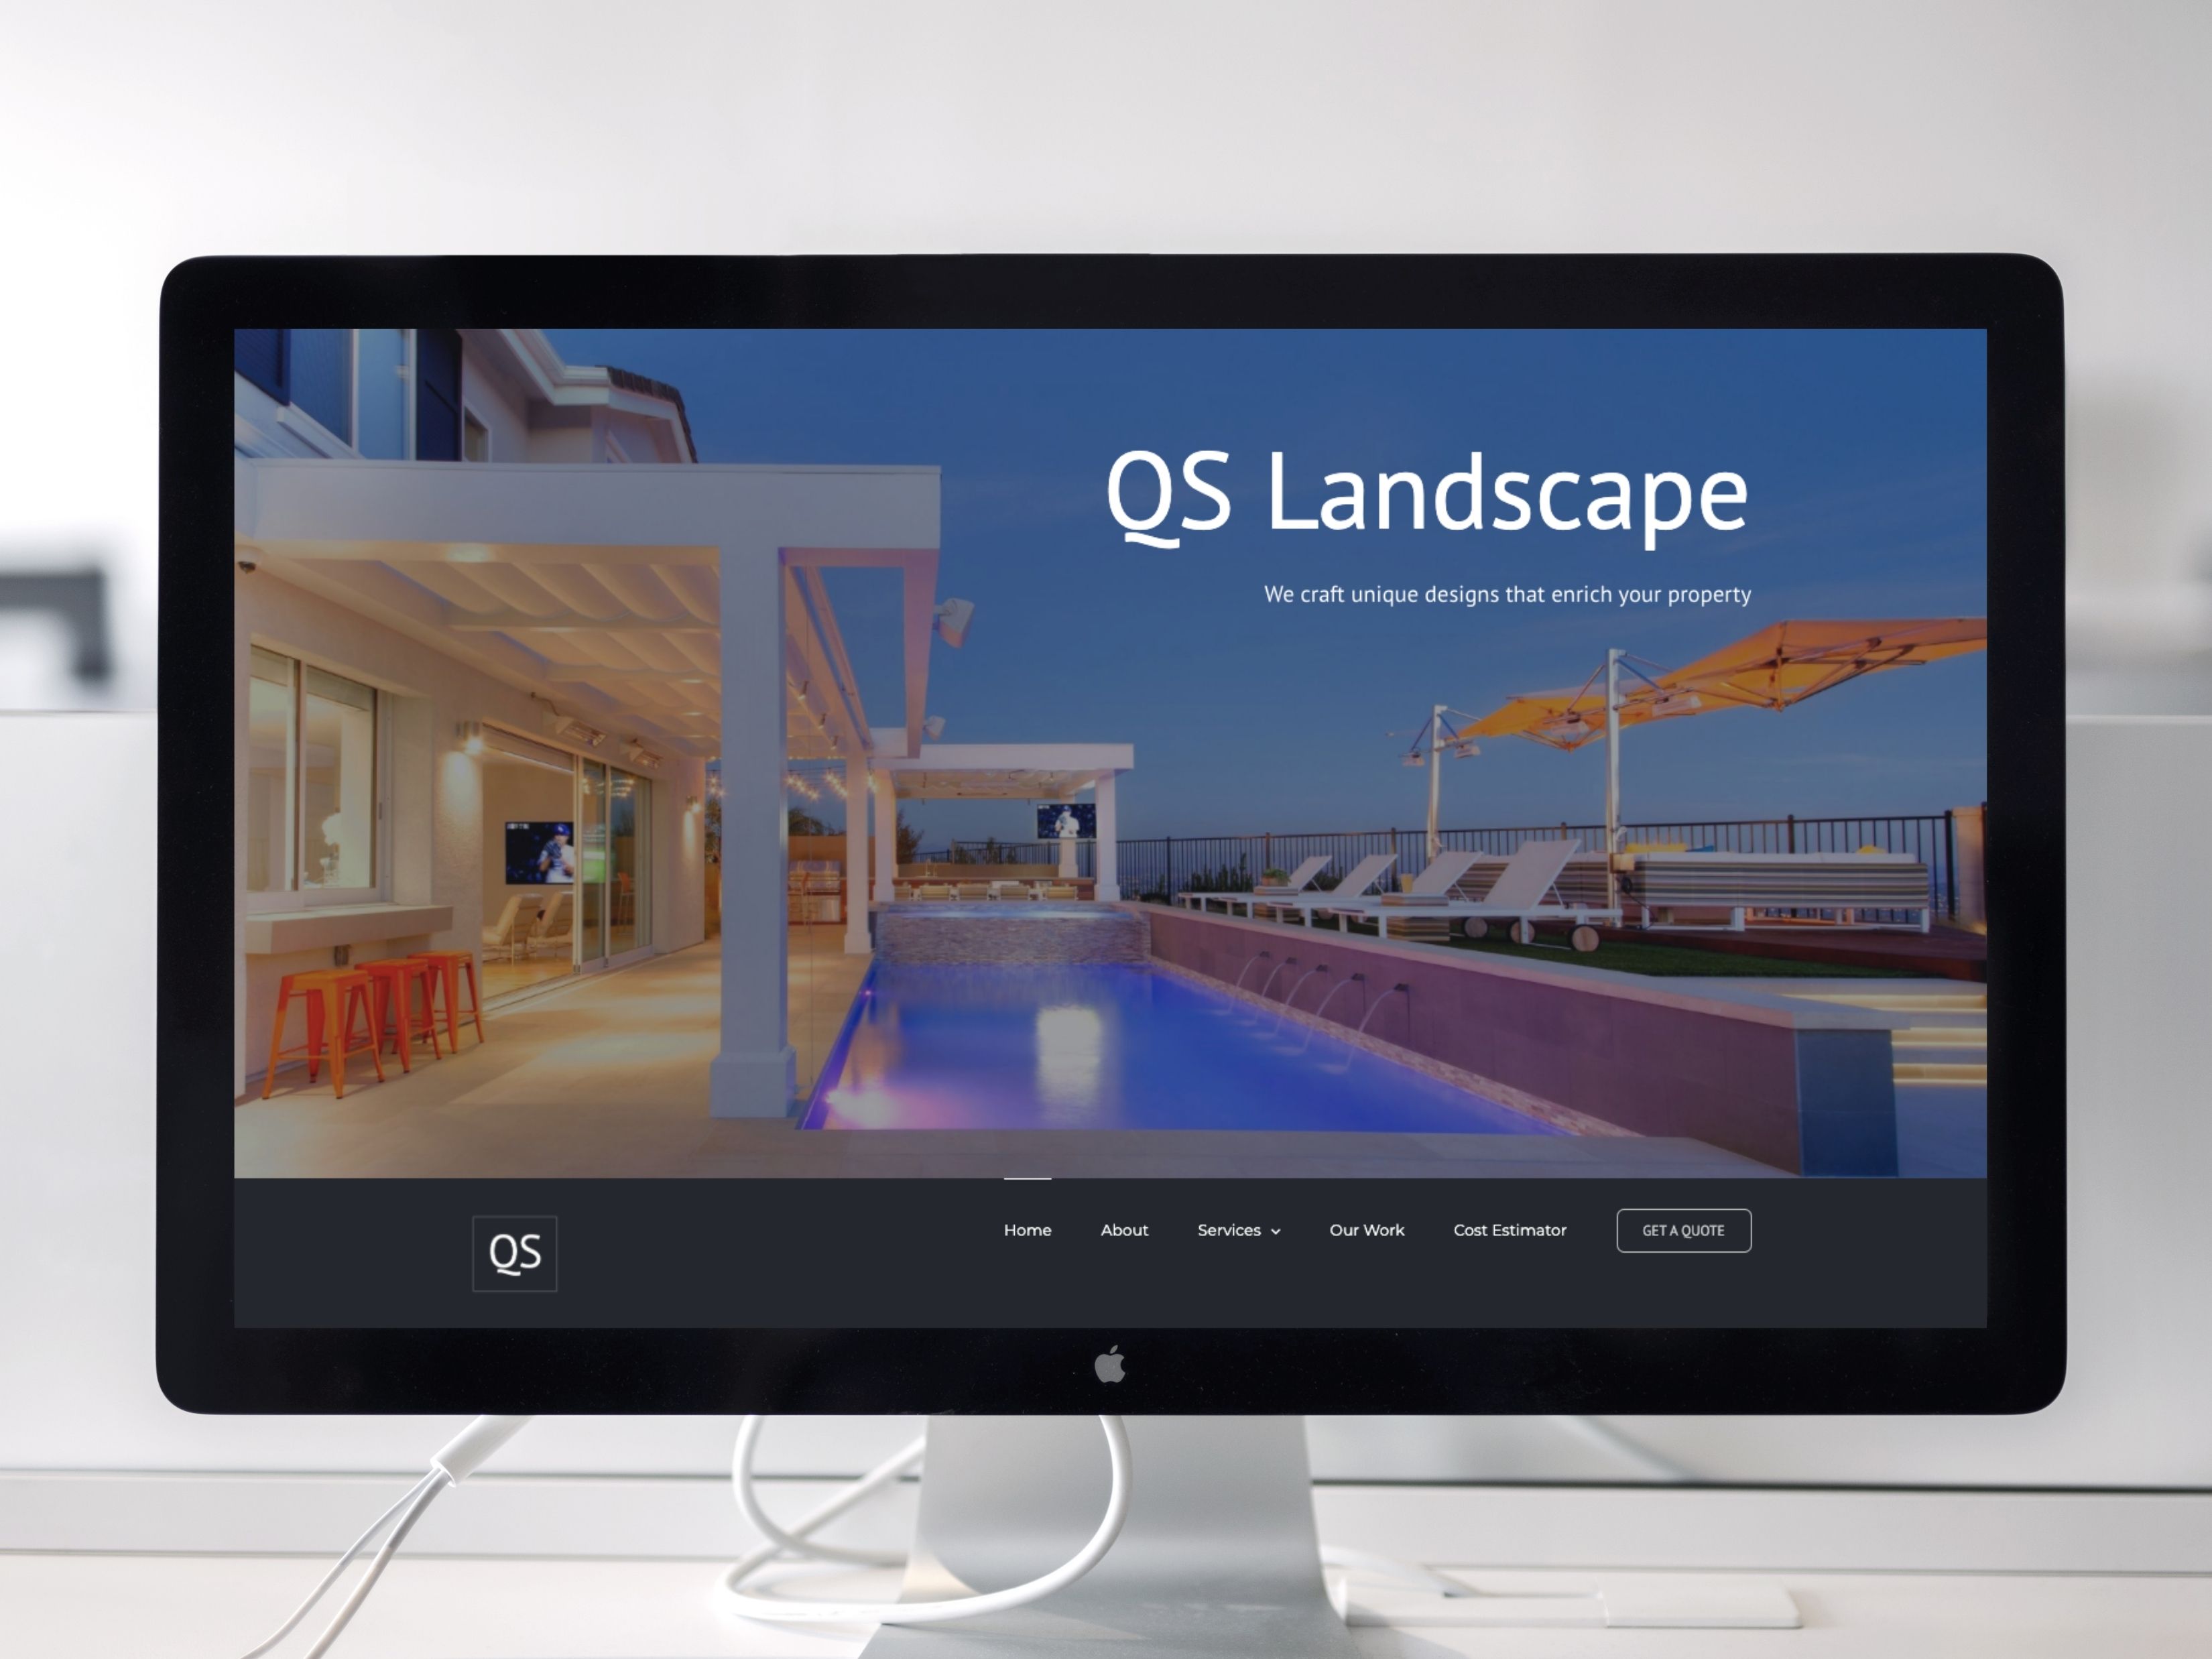 QS Landscape
We craft unique designs that enrich your property
QS
Home
About
Services
Our Work
Cost Estimator
GET A QUOTE